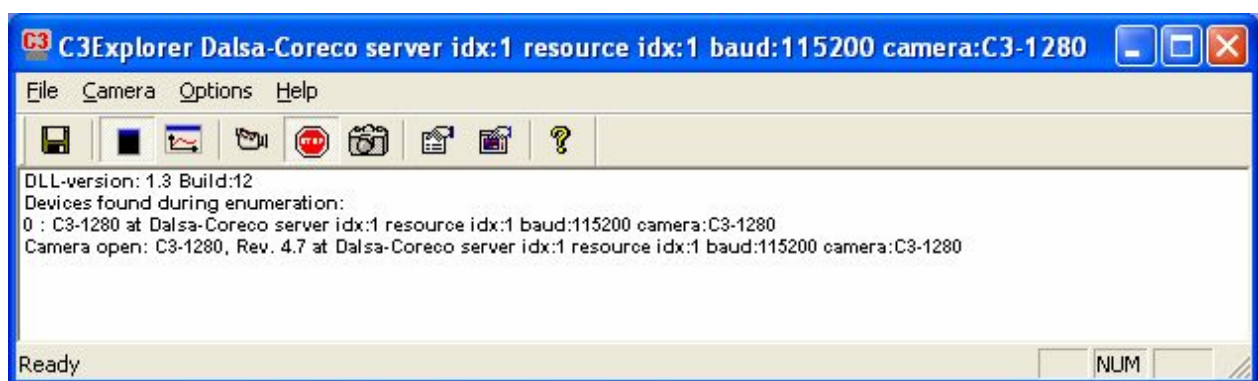 C3 C3Explorer Dalsa-Coreco server idx:1 resource idx:1 baud:115200 camera:C3-1280
File Camera Options Help
STOP ?
DLL-version: 1.3 Build:12
Devices found during enumeration:
0 : C3-1280 at Dalsa-Coreco server idx:1 resource idx:1 baud:115200 camera:C3-1280
Camera open: C3-1280, Rev. 4.7 at Dalsa-Coreco server idx:1 resource idx:1 baud:115200 camera:C3-1280
Ready NUM